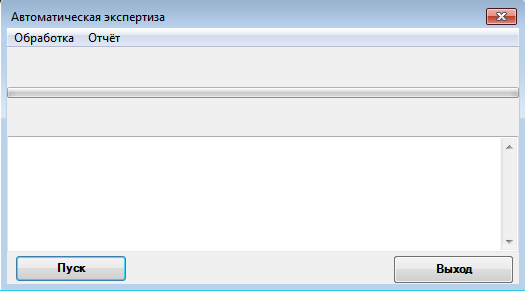 Автоматическая экспертиза
Обработка Отчёт
Пуск Выход